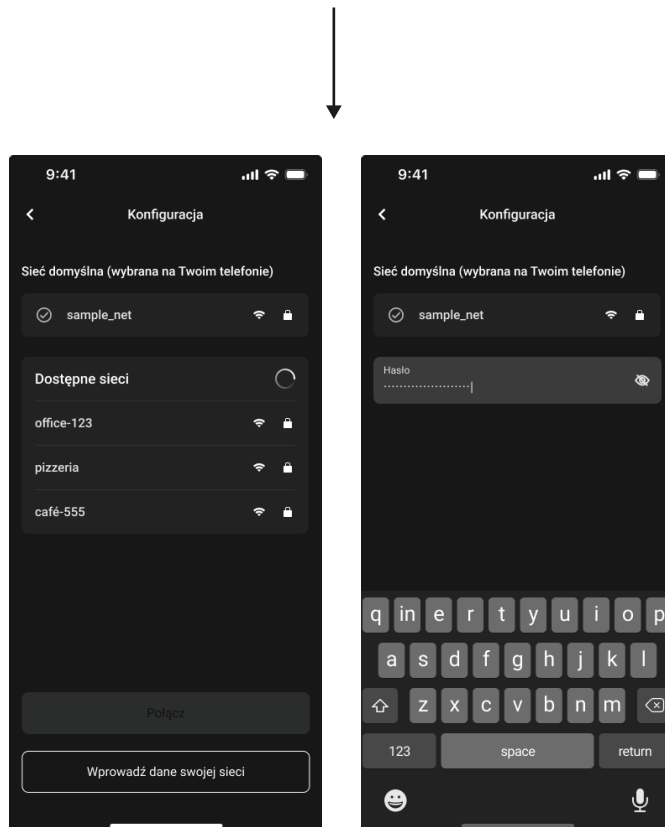 9:41
Konfiguracja
Sieć domyślna (wybrana na Twoim telefonie)
sample_net
Dostępne sieci
office-123
pizzeria
café-555
Połącz
Wprowadź dane swojej sieci
9:41
Konfiguracja
Sieć domyślna (wybrana na Twoim telefonie)
sample_net
Hasło
q in e r t y u i o p
a s d f g h j k l
z x c v b n m
123 space return